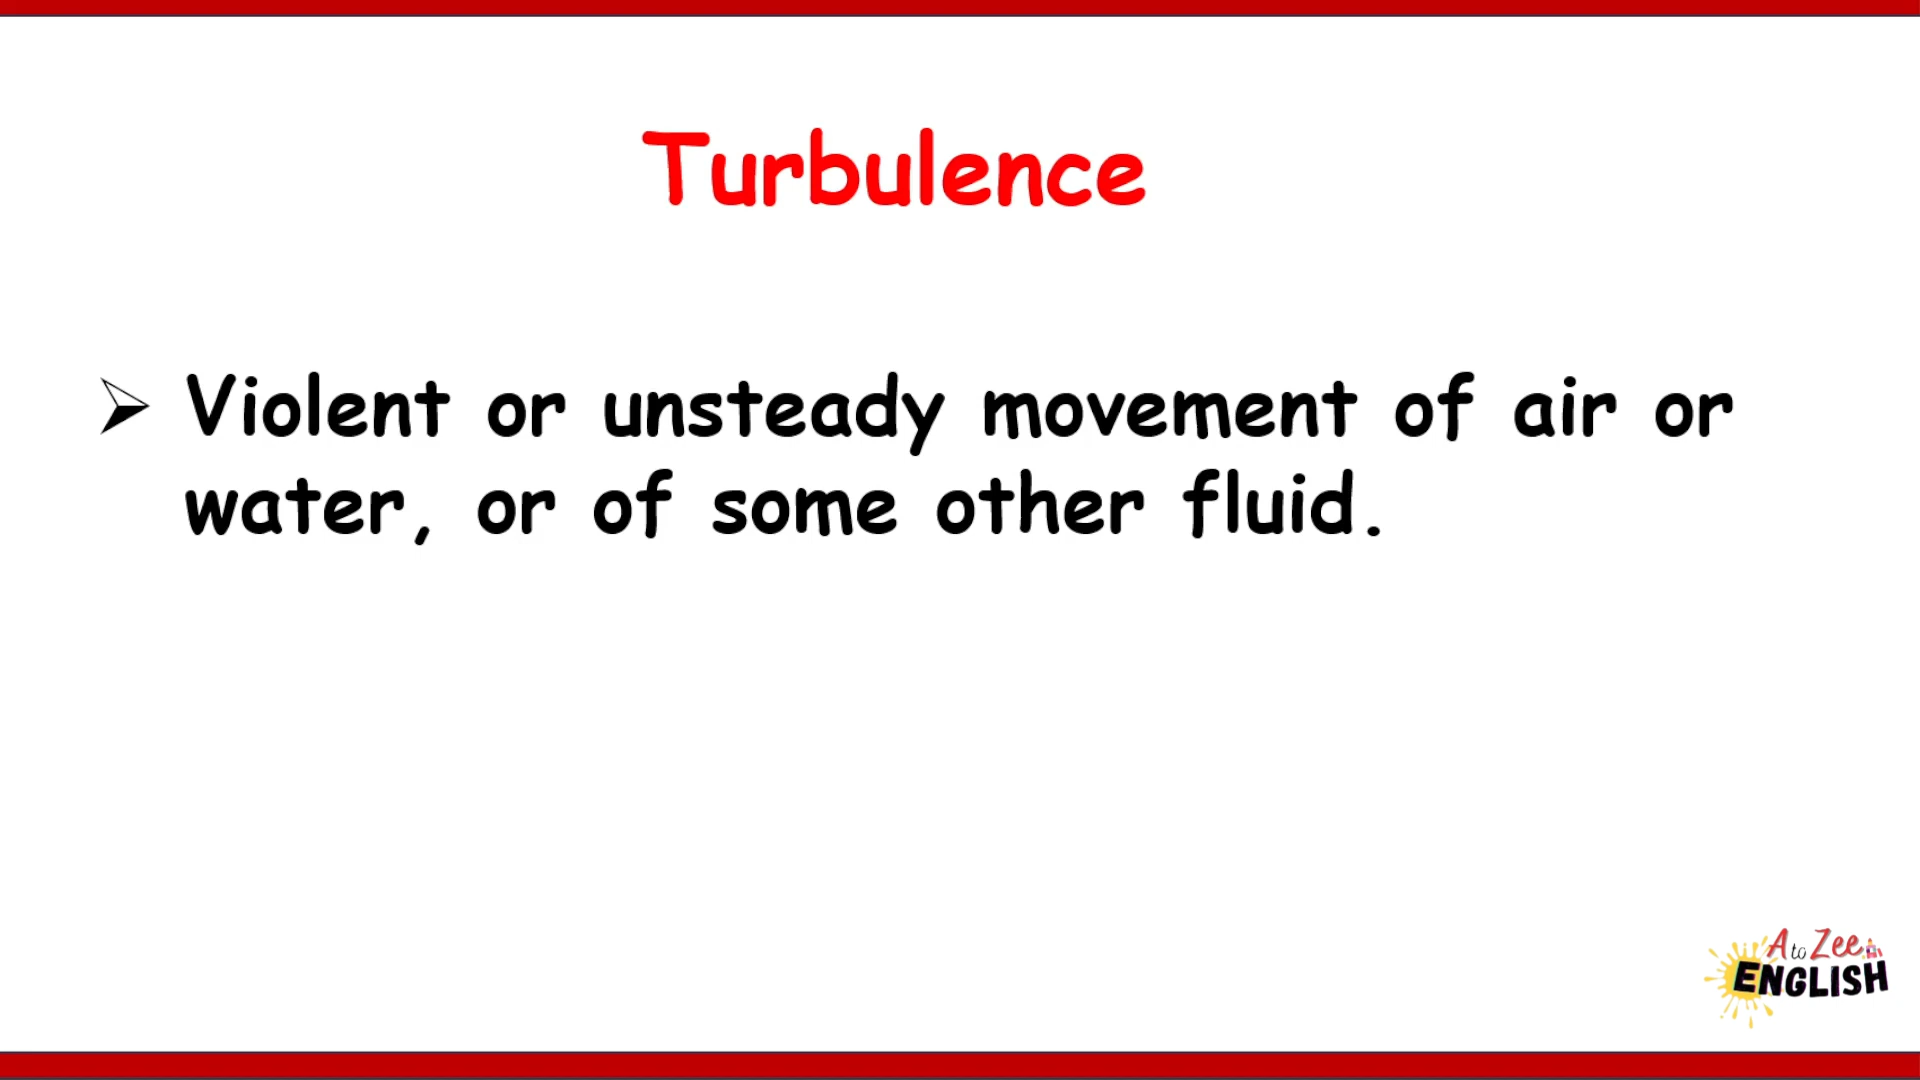 Turbulence
➢ Violent or unsteady movement of air or
water, or of some other fluid.
A to Zee
ENGLISH